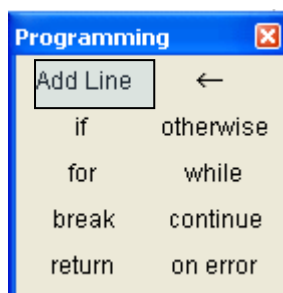 Programming
Add Line ←
if otherwise
for while
break continue
return on error